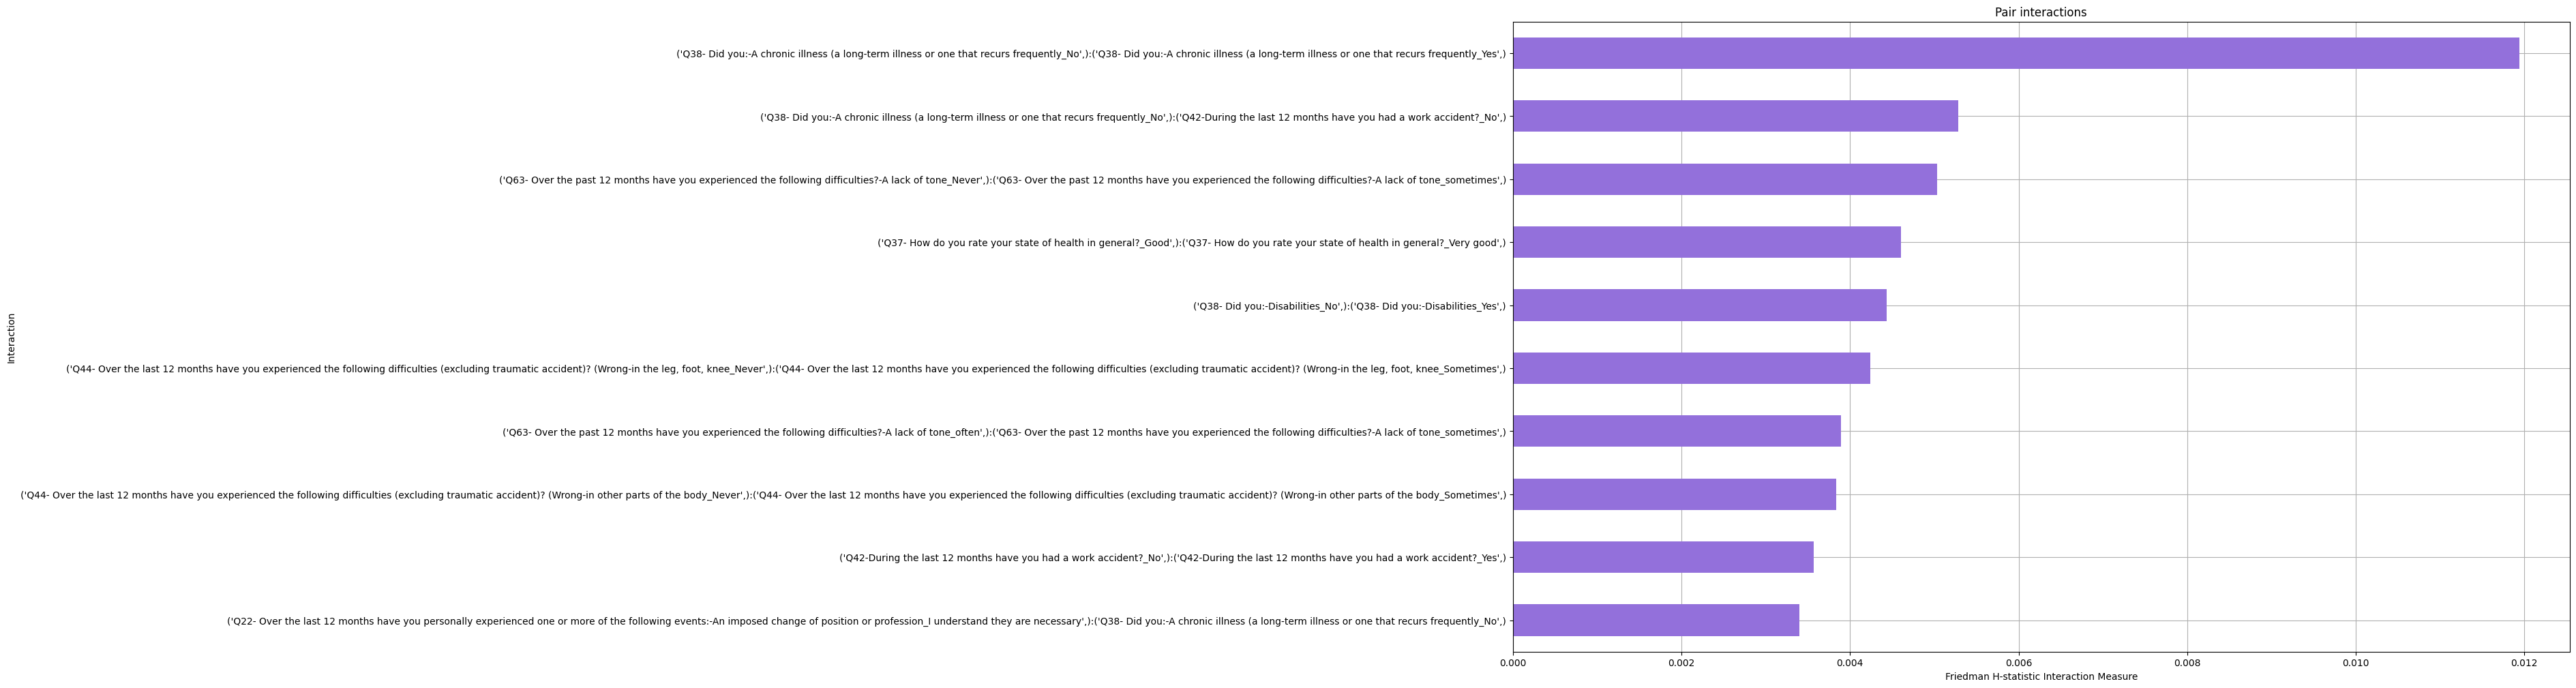 Pair interactions
('Q38- Did you:-A chronic illness (a long-term illness or one that recurs frequently_No',):('Q38- Did you:-A chronic illness (a long-term illness or one that recurs frequently_Yes',)
('Q38- Did you:-A chronic illness (a long-term illness or one that recurs frequently_No',):('Q42-During the last 12 months have you had a work accident?_No',)
('Q63- Over the past 12 months have you experienced the following difficulties?-A lack of tone_Never',):('Q63- Over the past 12 months have you experienced the following difficulties?-A lack of tone_sometimes',)
('Q37- How do you rate your state of health in general?_Good',):('Q37- How do you rate your state of health in general?_Very good',)
('Q38- Did you:-Disabilities_No',):('Q38- Did you:-Disabilities_Yes',)
Interaction
('Q44- Over the last 12 months have you experienced the following difficulties (excluding traumatic accident)? (Wrong-in the leg, foot, knee_Never',):('Q44- Over the last 12 months have you experienced the following difficulties (excluding traumatic accident)? (Wrong-in the leg, foot, knee_Sometimes',)
('Q63- Over the past 12 months have you experienced the following difficulties?-A lack of tone_often',):('Q63- Over the past 12 months have you experienced the following difficulties?-A lack of tone_sometimes',)
('Q44- Over the last 12 months have you experienced the following difficulties (excluding traumatic accident)? (Wrong-in other parts of the body_Never',):('Q44- Over the last 12 months have you experienced the following difficulties (excluding traumatic accident)? (Wrong-in other parts of the body_Sometimes',)
('Q42-During the last 12 months have you had a work accident?_No',):('Q42-During the last 12 months have you had a work accident?_Yes',)
('Q22- Over the last 12 months have you personally experienced one or more of the following events:-An imposed change of position or profession_I understand they are necessary',):('Q38- Did you:-A chronic illness (a long-term illness or one that recurs frequently_No',)
0.000 0.002 0.004 0.006 0.008 0.010 0.012
Friedman H-statistic Interaction Measure